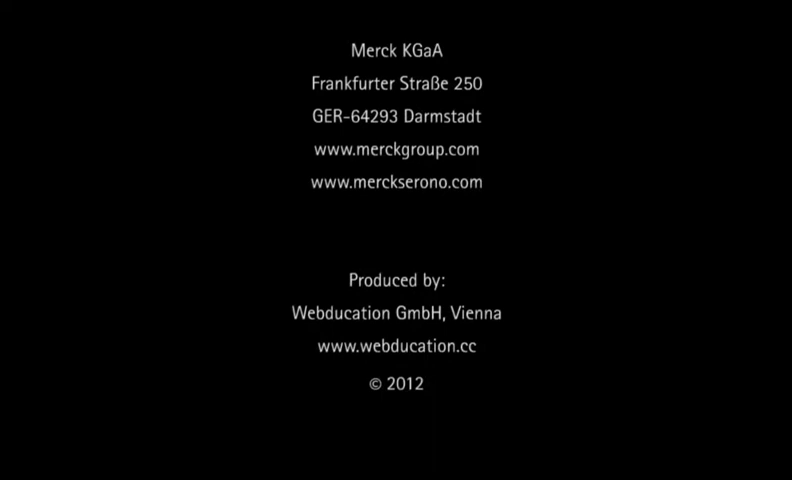 Merck KGaA
Frankfurter Straße 250
GER-64293 Darmstadt
www.merckgroup.com
www.merckserono.com
Produced by:
Webducation GmbH, Vienna
www.webducation.cc
© 2012